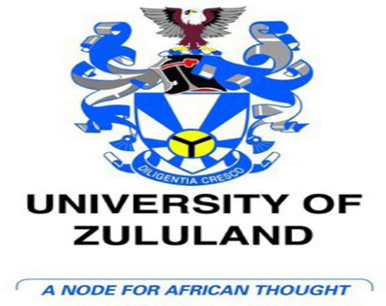 DILIGENTIA CRESCO
UNIVERSITY OF
ZULULAND
A NODE FOR AFRICAN THOUGHT